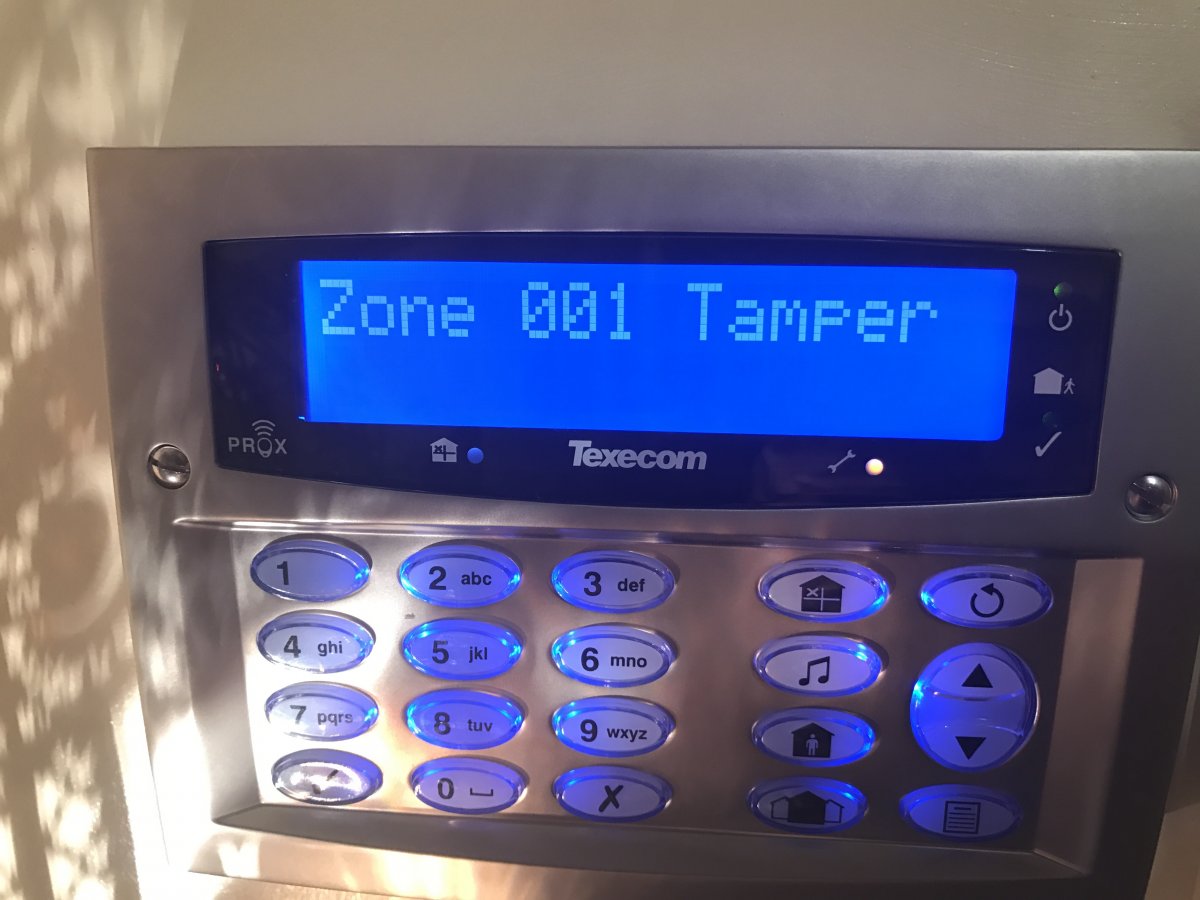 Zone 001 Tamper
PROX
Texecom
1
2 abc
3 def
4 ghi
5 jkl
6 mno
7 pqrs
8 tuv
9 wxyz
0